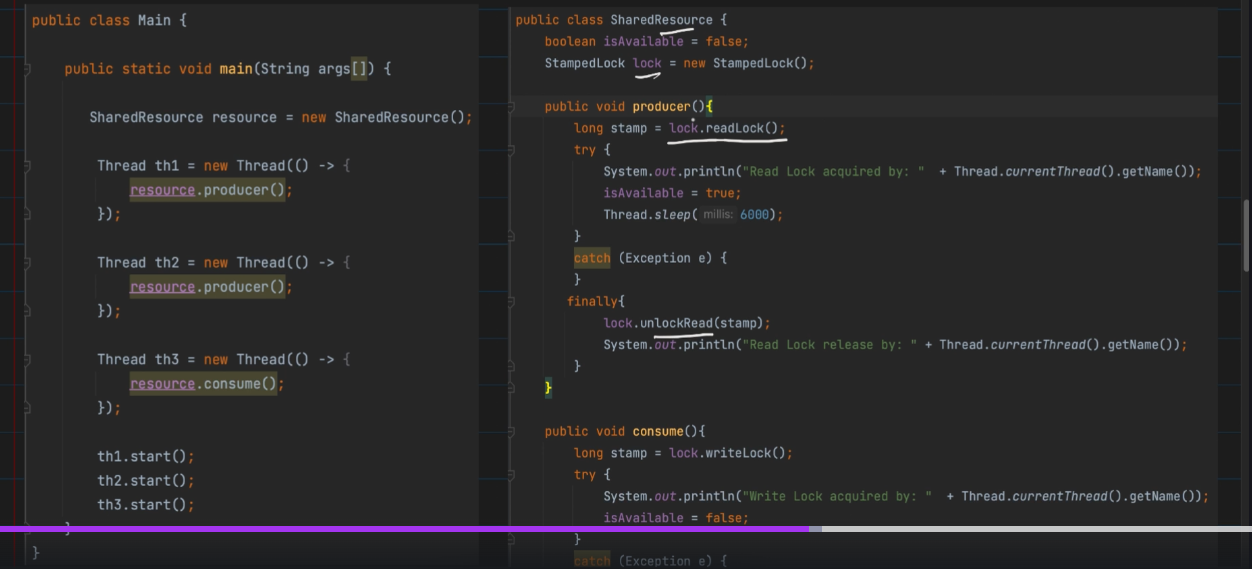 public class Main {
public static void main(String args[]) {
SharedResource resource = new SharedResource();
Thread th1 = new Thread(() -> {
resource.producer();
});
Thread th2 = new Thread(() -> {
resource.producer();
});
Thread th3 = new Thread(() -> {
resource.consume();
});
th1.start();
th2.start();
th3.start();
}
}
public class SharedResource {
boolean isAvailable = false;
StampedLock lock = new StampedLock();
public void producer(){
long stamp = lock.readLock();
try {
System.out.println("Read Lock acquired by: " + Thread.currentThread().getName());
isAvailable = true;
Thread.sleep( millis: 6000);
}
catch (Exception e) {
}
finally{
lock.unlockRead(stamp);
System.out.println("Read Lock release by: " + Thread.currentThread().getName());
}
}
public void consume(){
long stamp = lock.writeLock();
try {
System.out.println("Write Lock acquired by: " + Thread.currentThread().getName());
isAvailable = false;
}
catch (Exception e) {